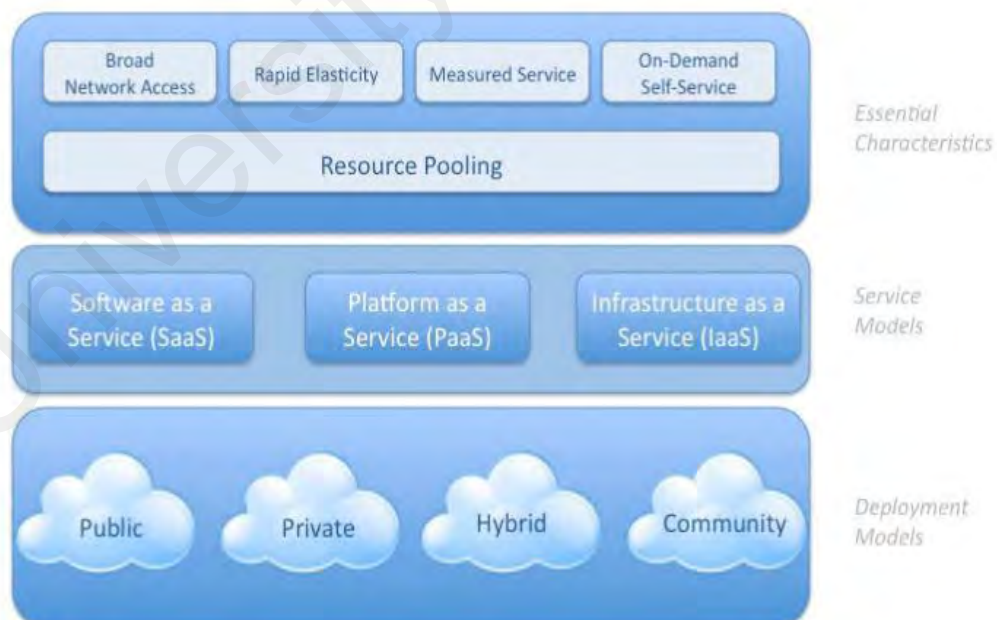 Broad
Network Access
Rapid Elasticity
Measured Service
On-Demand
Self-Service
Resource Pooling
Essential
Characteristics
Software as a
Service (SaaS)
Platform as a
Service (PaaS)
Infrastructure as a
Service (IaaS)
Service
Models
Public
Private
Hybrid
Community
Deployment
Models
University